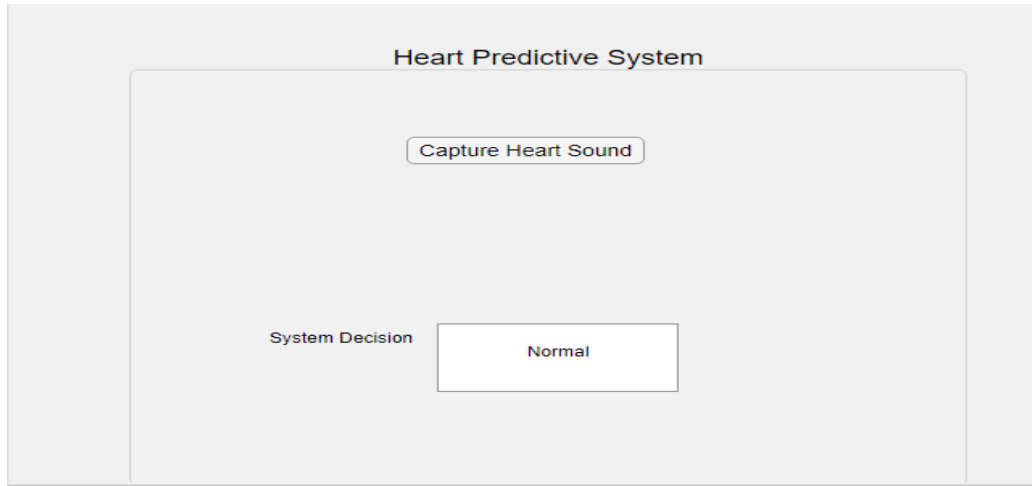 Heart Predictive System
Capture Heart Sound
System Decision
Normal